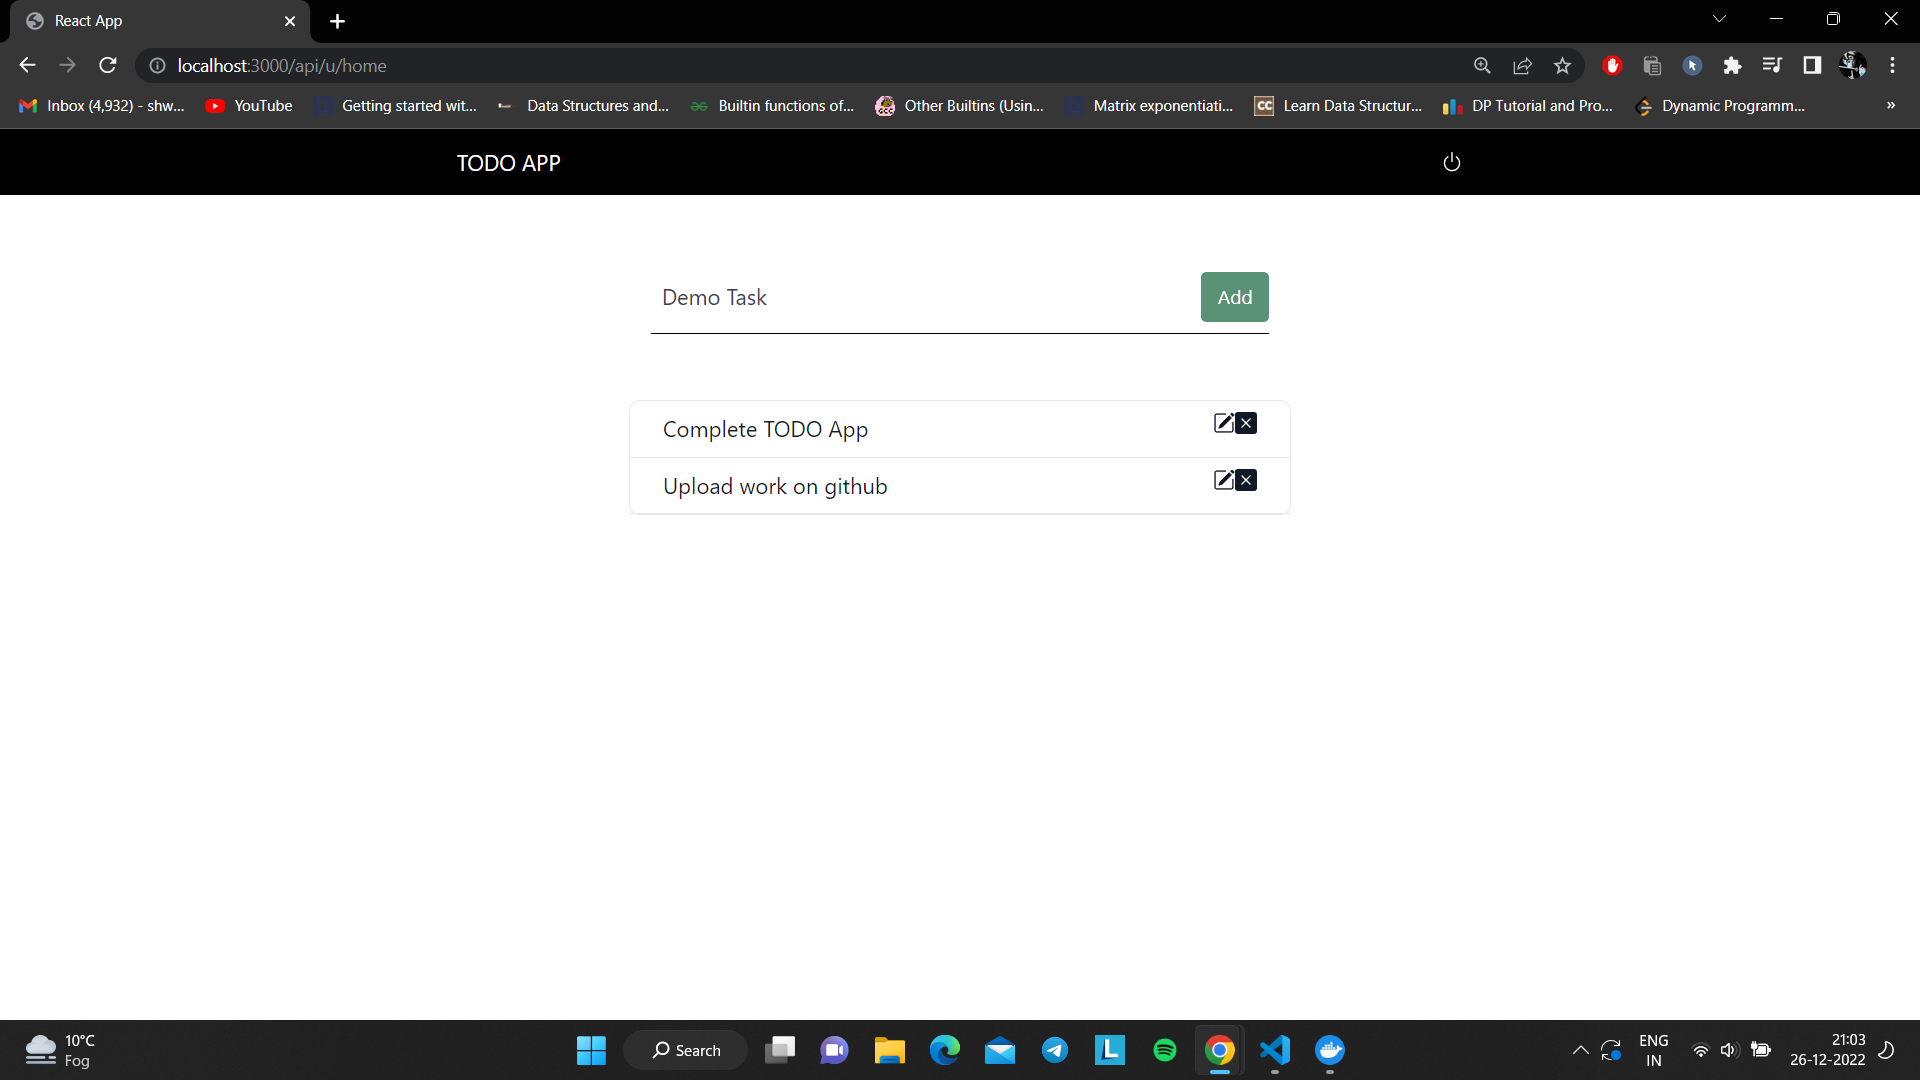 React App
localhost:3000/api/u/home
Inbox (4,932) - shw...
YouTube
Getting started wit...
Data Structures and...
Builtin functions of...
Other Builtins (Usin...
Matrix exponentiati...
CC
Learn Data Structur...
DP Tutorial and Pro...
Dynamic Programm...
»
TODO APP
Demo Task
Add
Complete TODO App
Upload work on github
10°C
Fog
Search
L
ENG
IN
21:03
26-12-2022